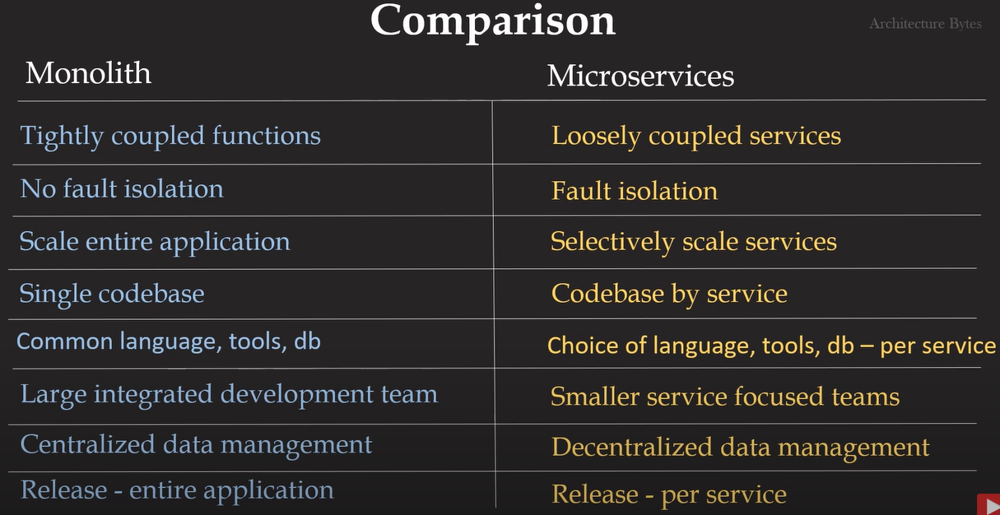 Comparison
Architecture Bytes
Monolith
Microservices
Tightly coupled functions
Loosely coupled services
No fault isolation
Fault isolation
Scale entire application
Selectively scale services
Single codebase
Codebase by service
Common language, tools, db
Choice of language, tools, db – per service
Large integrated development team
Smaller service focused teams
Centralized data management
Decentralized data management
Release - entire application
Release - per service